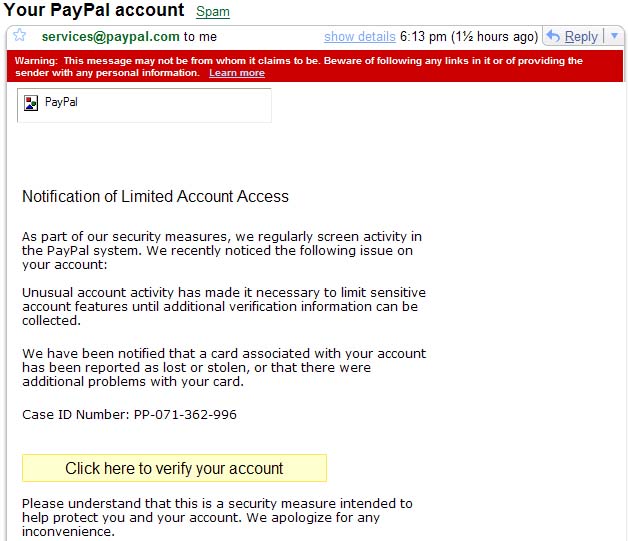 Your PayPal account Spam
services@paypal.com to me show details 6:13 pm (1½ hours ago) Reply
Warning: This message may not be from whom it claims to be. Beware of following any links in it or of providing the
sender with any personal information. Learn more
PayPal
Notification of Limited Account Access
As part of our security measures, we regularly screen activity in
the PayPal system. We recently noticed the following issue on
your account:
Unusual account activity has made it necessary to limit sensitive
account features until additional verification information can be
collected.
We have been notified that a card associated with your account
has been reported as lost or stolen, or that there were
additional problems with your card.
Case ID Number: PP-071-362-996
Click here to verify your account
Please understand that this is a security measure intended to
help protect you and your account. We apologize for any
inconvenience.